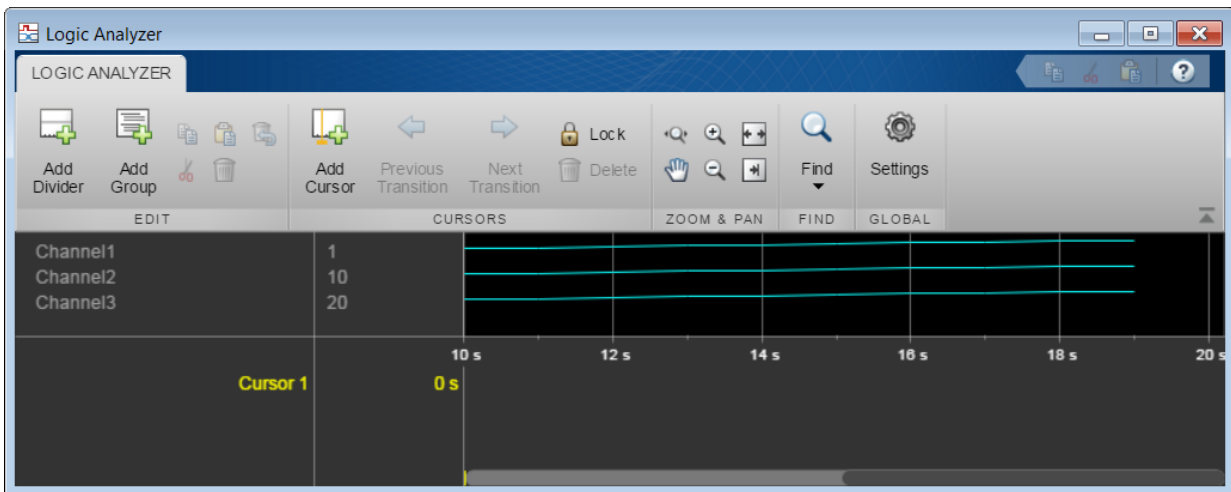 Logic Analyzer
LOGIC ANALYZER
?
Add Divider
Add Group
Add Cursor
Previous Transition
Next Transition
Lock
Delete
Find
Settings
EDIT
CURSORS
ZOOM & PAN
FIND
GLOBAL
Channel1 1
Channel2 10
Channel3 20
10 s 12 s 14 s 16 s 18 s 20 s
Cursor 1 0 s